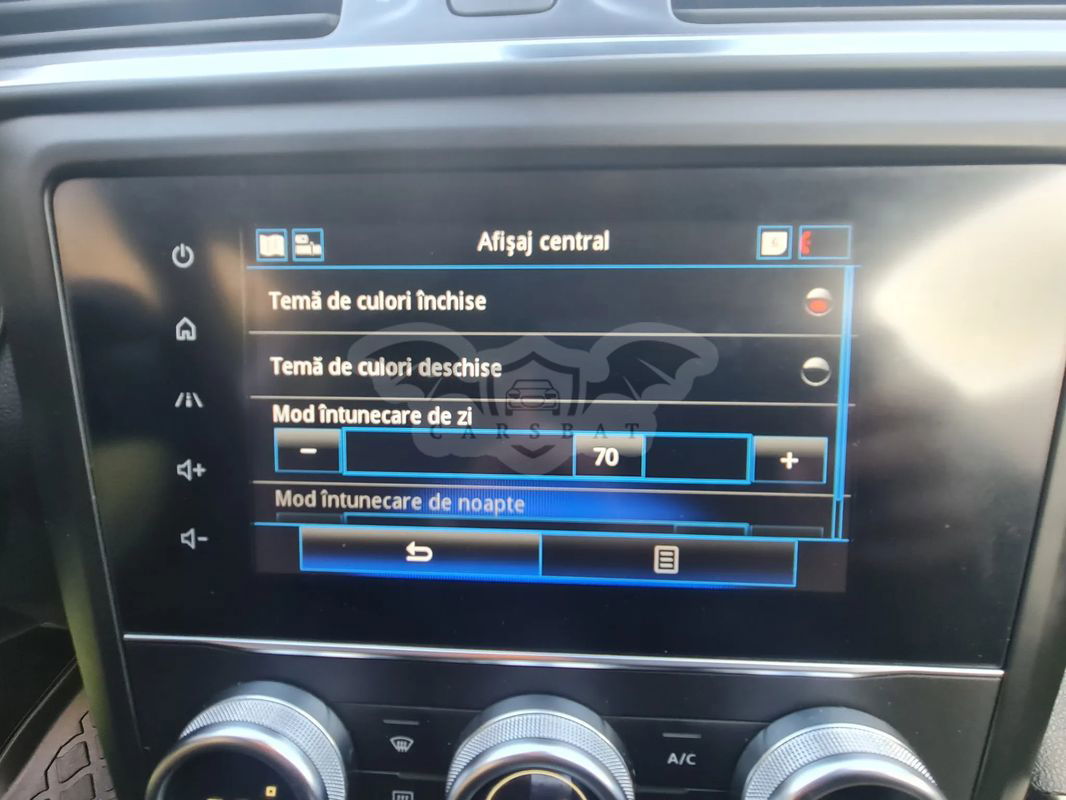 Afișaj central
Temă de culori închise
Temă de culori deschise
Mod întunecare de zi
CARSBAT
- 70 +
Mod întunecare de noapte
A/C